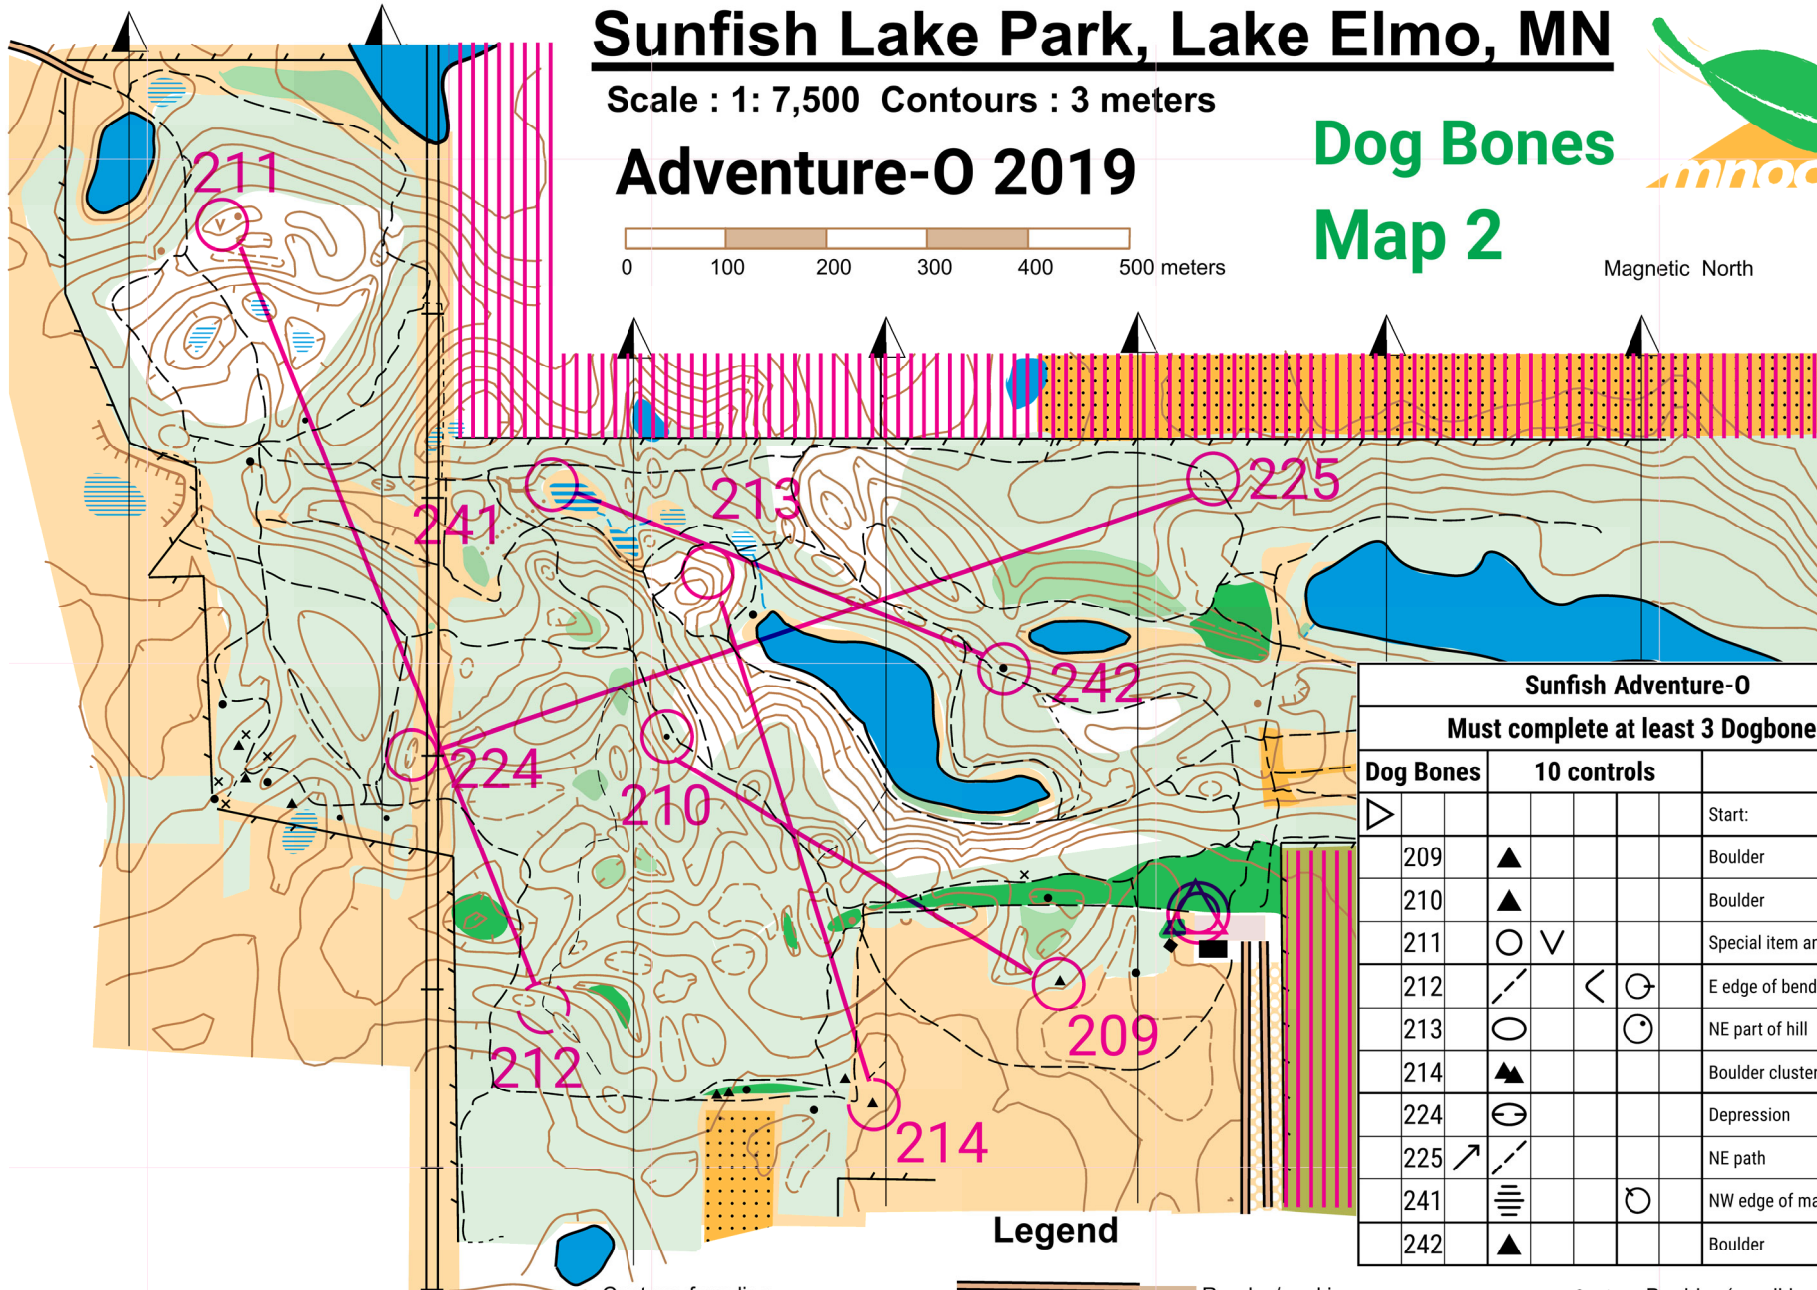 Sunfish Lake Park, Lake Elmo, MN
Scale : 1: 7,500 Contours : 3 meters
Adventure-O 2019
Dog Bones
Map 2
mnoc
0 100 200 300 400 500 meters
Magnetic North
211
241
213
225
242
224
210
209
212
214
Sunfish Adventure-O
Must complete at least 3 Dogbone
Dog Bones 10 controls
Start:
209 Boulder
210 Boulder
211 Special item ar
212 E edge of bend
213 NE part of hill
214 Boulder cluster
224 Depression
225 NE path
241 NW edge of ma
242 Boulder
Legend